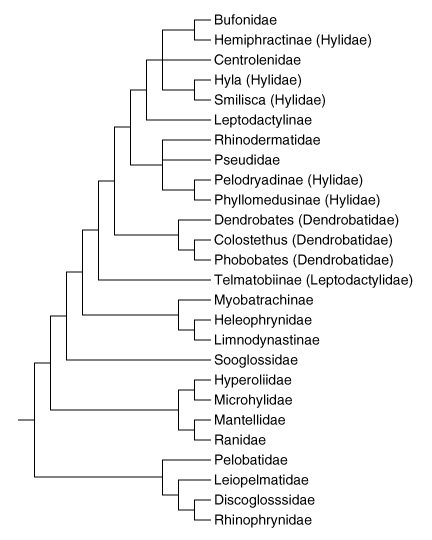 Bufonidae
Hemiphractinae (Hylidae)
Centrolenidae
Hyla (Hylidae)
Smilisca (Hylidae)
Leptodactylinae
Rhinodermatidae
Pseudidae
Pelodryadinae (Hylidae)
Phyllomedusinae (Hylidae)
Dendrobates (Dendrobatidae)
Colostethus (Dendrobatidae)
Phobobates (Dendrobatidae)
Telmatobiinae (Leptodactylidae)
Myobatrachinae
Heleophrynidae
Limnodynastinae
Sooglossidae
Hyperoliidae
Microhylidae
Mantellidae
Ranidae
Pelobatidae
Leiopelmatidae
Discoglosssidae
Rhinophrynidae